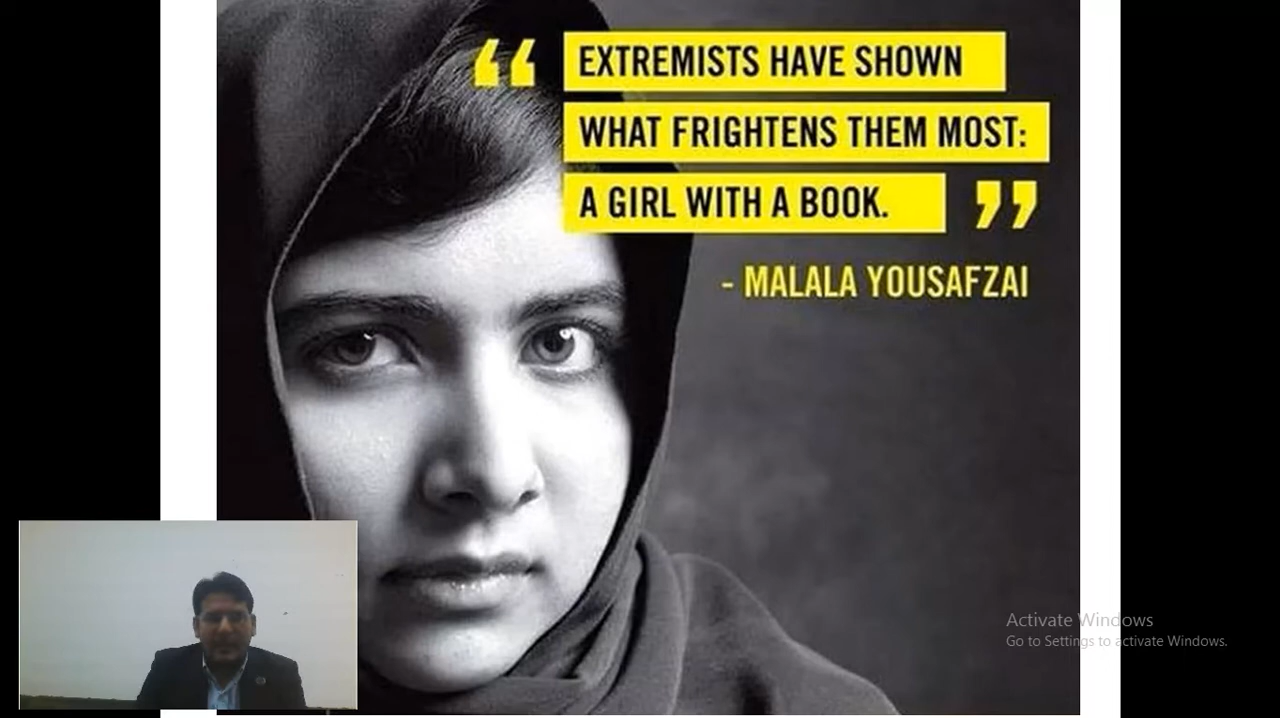 “ EXTREMISTS HAVE SHOWN
WHAT FRIGHTENS THEM MOST:
A GIRL WITH A BOOK. ”
- MALALA YOUSAFZAI
Activate Windows
Go to Settings to activate Windows.